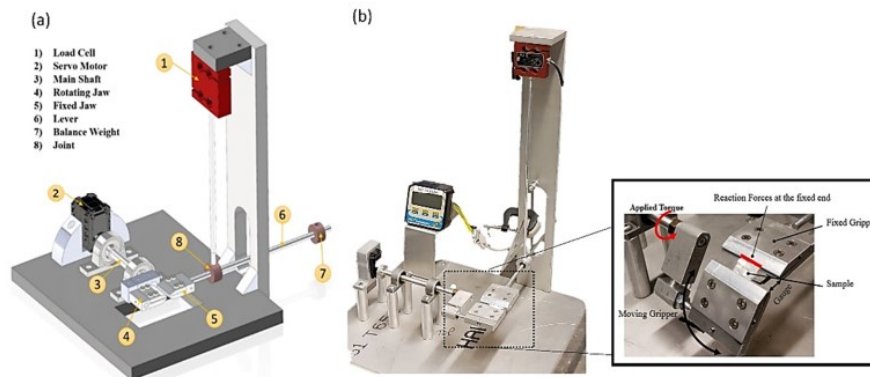 (a)
1) Load Cell
2) Servo Motor
3) Main Shaft
4) Rotating Jaw
5) Fixed Jaw
6) Lever
7) Balance Weight
8) Joint
1
2
3
4
5
6
7
8
(b)
Reaction Forces at the fixed end
Applied Torque
Fixed Gripp
Sample
Gauge
Moving Gripper